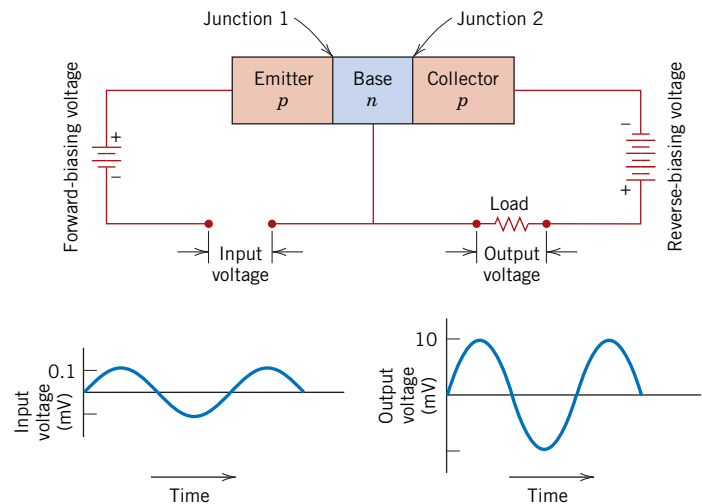 Junction 1
Junction 2
Emitter
p
Base
n
Collector
p
Forward-biasing voltage
+
−
Reverse-biasing voltage
−
+
Load
Input
voltage
Output
voltage
Input
voltage
(mV)
0.1
Time
Output
voltage
(mV)
10
Time